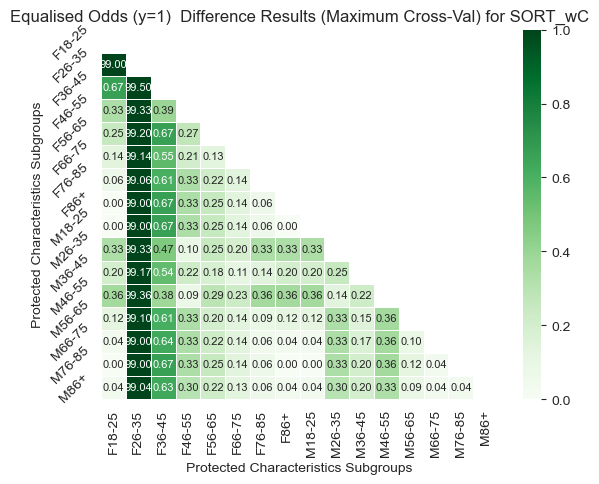 Equalised Odds (y=1)  Difference Results (Maximum Cross-Val) for SORT_wC
Protected Characteristics Subgroups
F18-25
F26-35
99.00
F36-45
0.67 99.50
F46-55
0.33 99.33 0.39
F56-65
0.25 99.20 0.67 0.27
F66-75
0.14 99.14 0.55 0.21 0.13
F76-85
0.06 99.06 0.61 0.33 0.22 0.14
F86+
0.00 99.00 0.67 0.33 0.25 0.14 0.06
M18-25
0.00 99.00 0.67 0.33 0.25 0.14 0.06 0.00
M26-35
0.33 99.33 0.47 0.10 0.25 0.20 0.33 0.33 0.33
M36-45
0.20 99.17 0.54 0.22 0.18 0.11 0.14 0.20 0.20 0.25
M46-55
0.36 99.36 0.38 0.09 0.29 0.23 0.36 0.36 0.36 0.14 0.22
M56-65
0.12 99.10 0.61 0.33 0.20 0.14 0.09 0.12 0.12 0.33 0.15 0.36
M66-75
0.04 99.00 0.64 0.33 0.25 0.14 0.06 0.04 0.04 0.33 0.17 0.36 0.10
M76-85
0.00 99.00 0.67 0.33 0.25 0.14 0.06 0.00 0.00 0.33 0.20 0.36 0.12 0.04
M86+
0.04 99.04 0.63 0.30 0.22 0.13 0.06 0.04 0.04 0.30 0.20 0.33 0.09 0.04 0.04
F18-25
F26-35
F36-45
F46-55
F56-65
F66-75
F76-85
F86+
M18-25
M26-35
M36-45
M46-55
M56-65
M66-75
M76-85
M86+
Protected Characteristics Subgroups
1.0
0.8
0.6
0.4
0.2
0.0